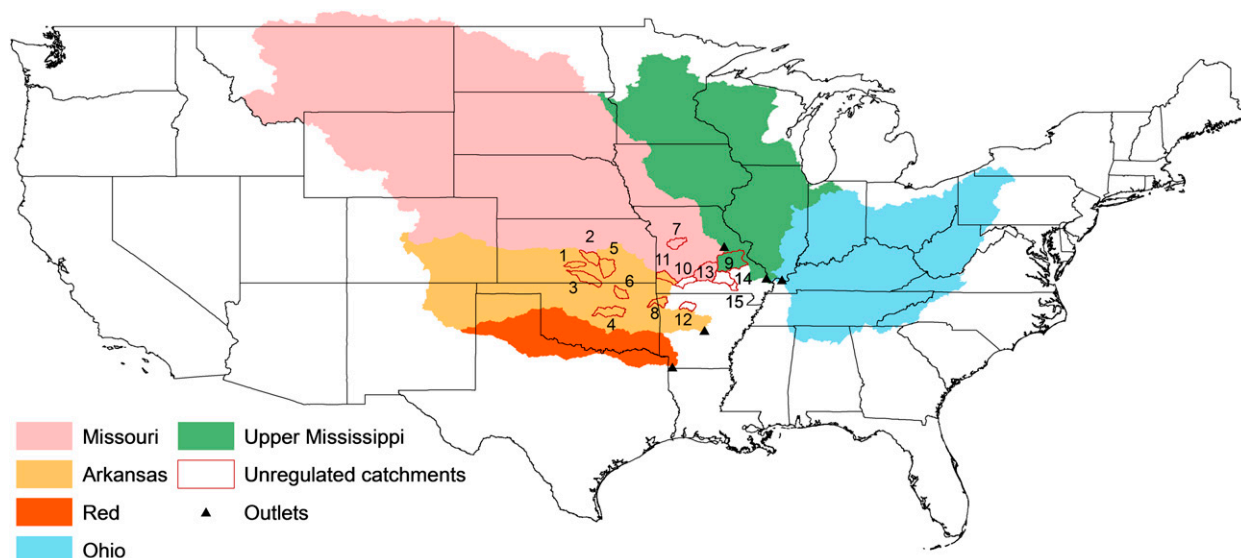 7
2
5
1
11
10
13
9
14
3
6
8
12
15
4
Missouri
Upper Mississippi
Arkansas
Unregulated catchments
Red
Outlets
Ohio